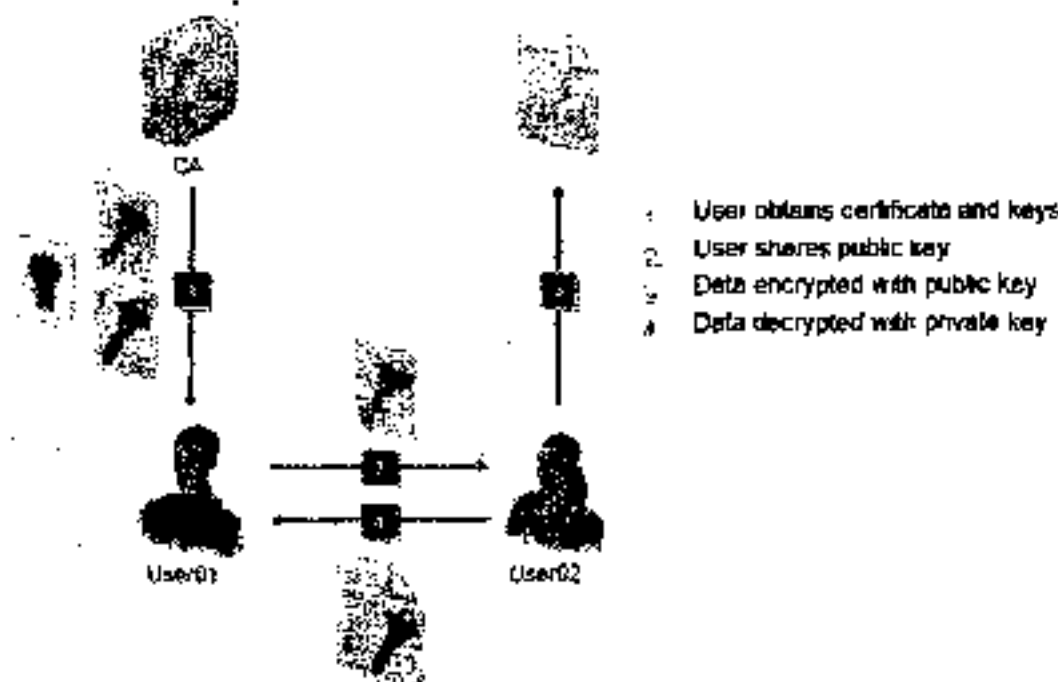 CA
User obtains certificate and keys
2 User shares public key
Data encrypted with public key
Data decrypted with private key
User01
User02